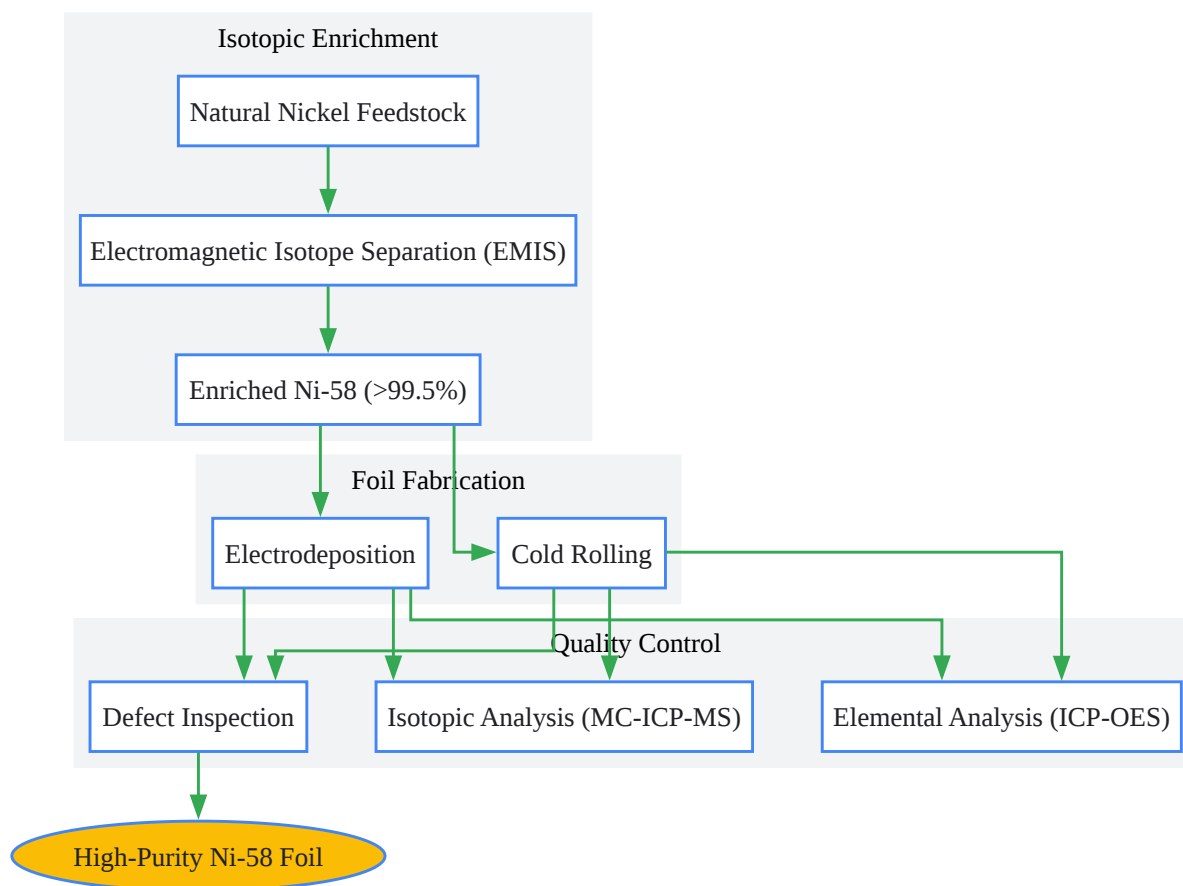 Isotopic Enrichment
Natural Nickel Feedstock
Electromagnetic Isotope Separation (EMIS)
Enriched Ni-58 (>99.5%)
Foil Fabrication
Electrodeposition
Cold Rolling
Quality Control
Defect Inspection
Isotopic Analysis (MC-ICP-MS)
Elemental Analysis (ICP-OES)
High-Purity Ni-58 Foil